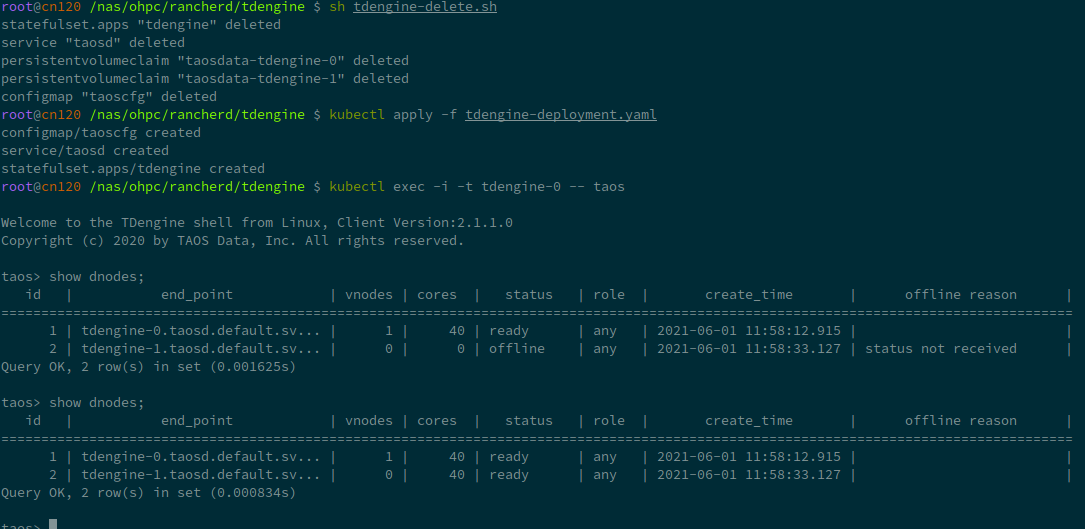 root@cn120 /nas/ohpc/rancherd/tdengine $ sh tdengine-delete.sh
statefulset.apps "tdengine" deleted
service "taosd" deleted
persistentvolumeclaim "taosdata-tdengine-0" deleted
persistentvolumeclaim "taosdata-tdengine-1" deleted
configmap "taoscfg" deleted
root@cn120 /nas/ohpc/rancherd/tdengine $ kubectl apply -f tdengine-deployment.yaml
configmap/taoscfg created
service/taosd created
statefulset.apps/tdengine created
root@cn120 /nas/ohpc/rancherd/tdengine $ kubectl exec -i -t tdengine-0 -- taos
Welcome to the TDengine shell from Linux, Client Version:2.1.1.0
Copyright (c) 2020 by TAOS Data, Inc. All rights reserved.
taos> show dnodes;
id | end_point | vnodes | cores | status | role | create_time | offline reason |
======================================================================================================================================
1 | tdengine-0.taosd.default.sv... | 1 | 40 | ready | any | 2021-06-01 11:58:12.915 | |
2 | tdengine-1.taosd.default.sv... | 0 | 0 | offline | any | 2021-06-01 11:58:33.127 | status not received |
Query OK, 2 row(s) in set (0.001625s)
taos> show dnodes;
id | end_point | vnodes | cores | status | role | create_time | offline reason |
======================================================================================================================================
1 | tdengine-0.taosd.default.sv... | 1 | 40 | ready | any | 2021-06-01 11:58:12.915 | |
2 | tdengine-1.taosd.default.sv... | 0 | 40 | ready | any | 2021-06-01 11:58:33.127 | |
Query OK, 2 row(s) in set (0.000834s)
taos>